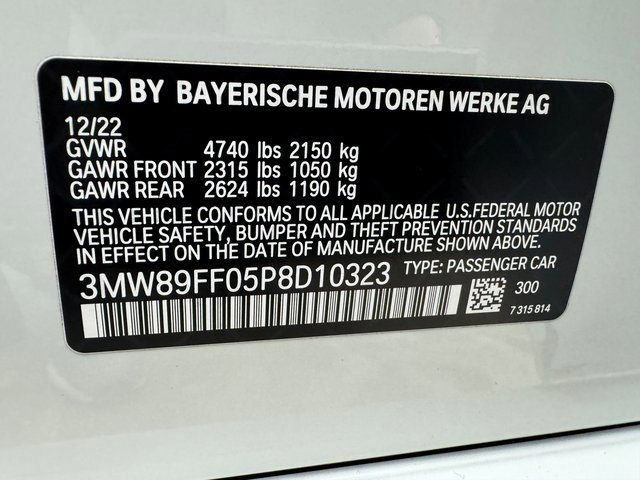 MFD BY BAYERISCHE MOTOREN WERKE AG
12/22
GVWR 4740 lbs 2150 kg
GAWR FRONT 2315 lbs 1050 kg
GAWR REAR 2624 lbs 1190 kg
THIS VEHICLE CONFORMS TO ALL APPLICABLE U.S.FEDERAL MOTOR
VEHICLE SAFETY, BUMPER AND THEFT PREVENTION STANDARDS
IN EFFECT ON THE DATE OF MANUFACTURE SHOWN ABOVE.
3MW89FF05P8D10323 TYPE: PASSENGER CAR
300
7 315 814